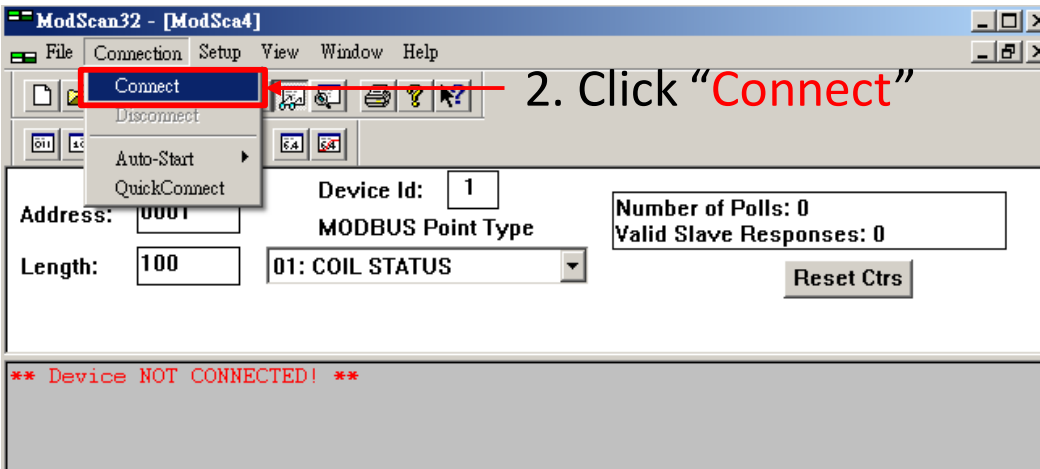 ModScan32 - [ModSca4]
File Connection Setup View Window Help
Connect
2. Click “Connect”
Disconnect
Auto-Start
QuickConnect
Device Id: 1
Address: 0001
MODBUS Point Type
Number of Polls: 0
Valid Slave Responses: 0
Length: 100
01: COIL STATUS
Reset Ctrs
** Device NOT CONNECTED! **